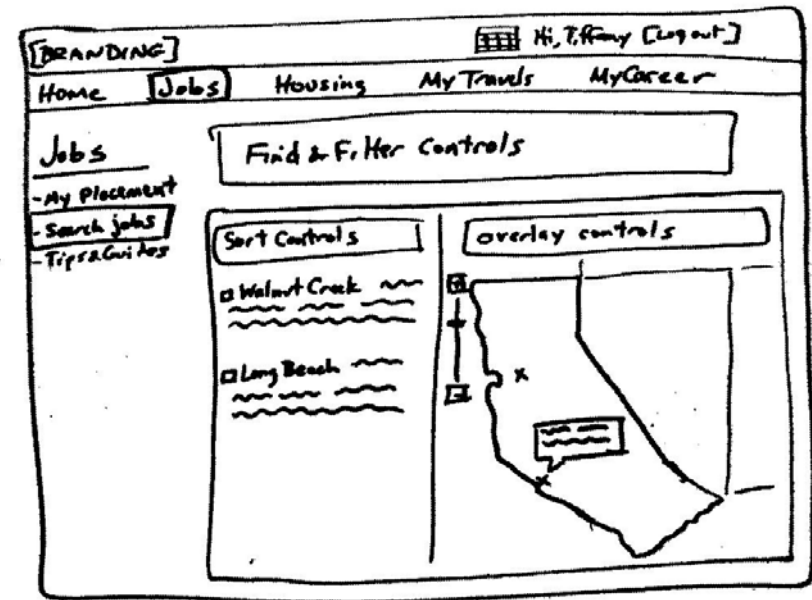 [BRANDING] Hi, Tiffany [Logout]
Home Jobs Housing My Travels MyCareer
Jobs
-My Placement
-Search jobs
-Tips & Guides
Find & Filter Controls
Sort Controls
Walnut Creek
Long Beach
overlay controls
+
-
x
x